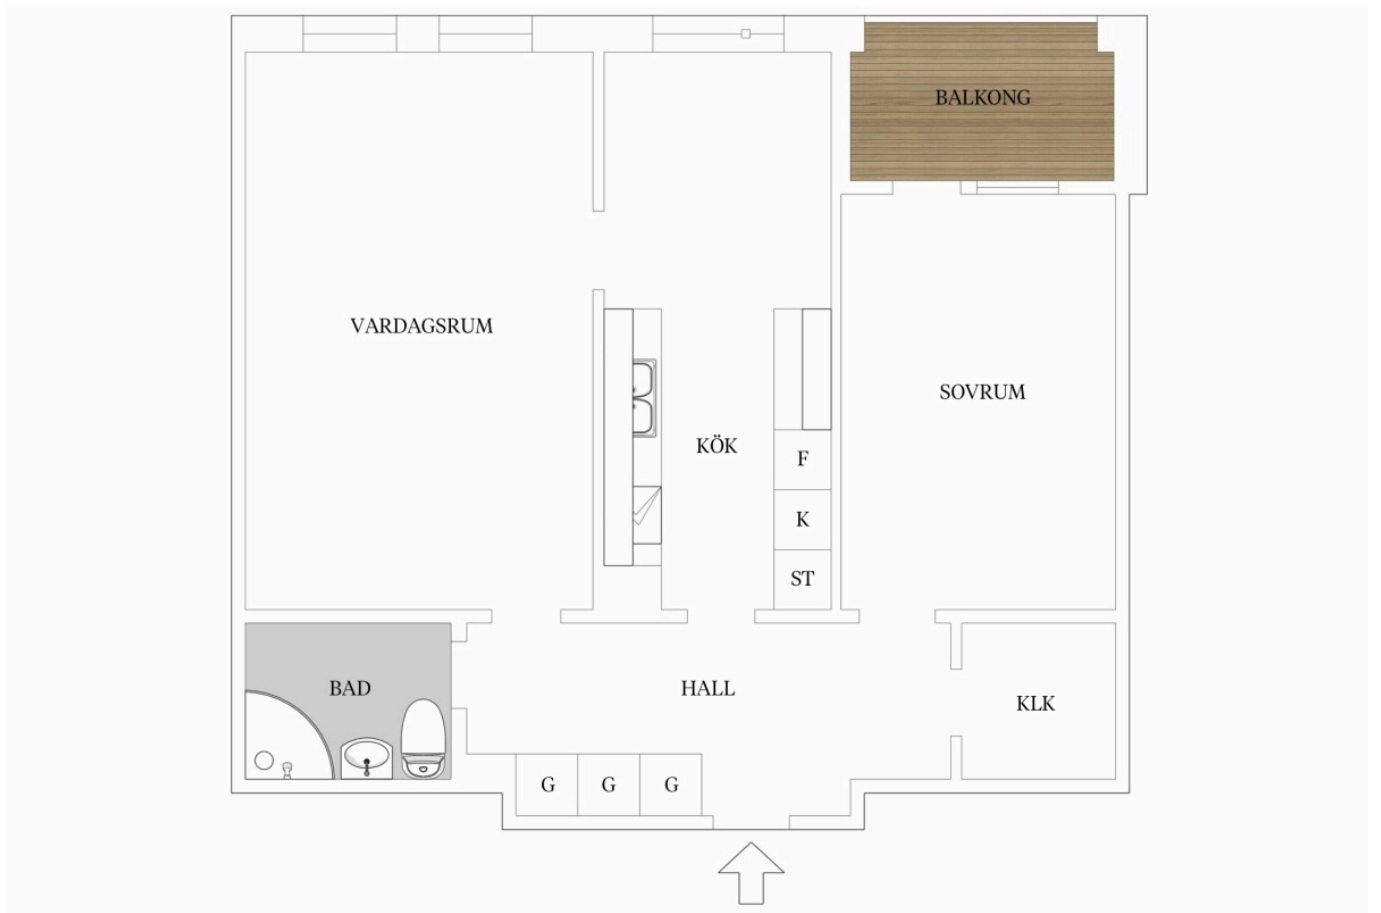 BALKONG
VARDAGSRUM
SOVRUM
KÖK
F
K
ST
BAD
HALL
KLK
G G G